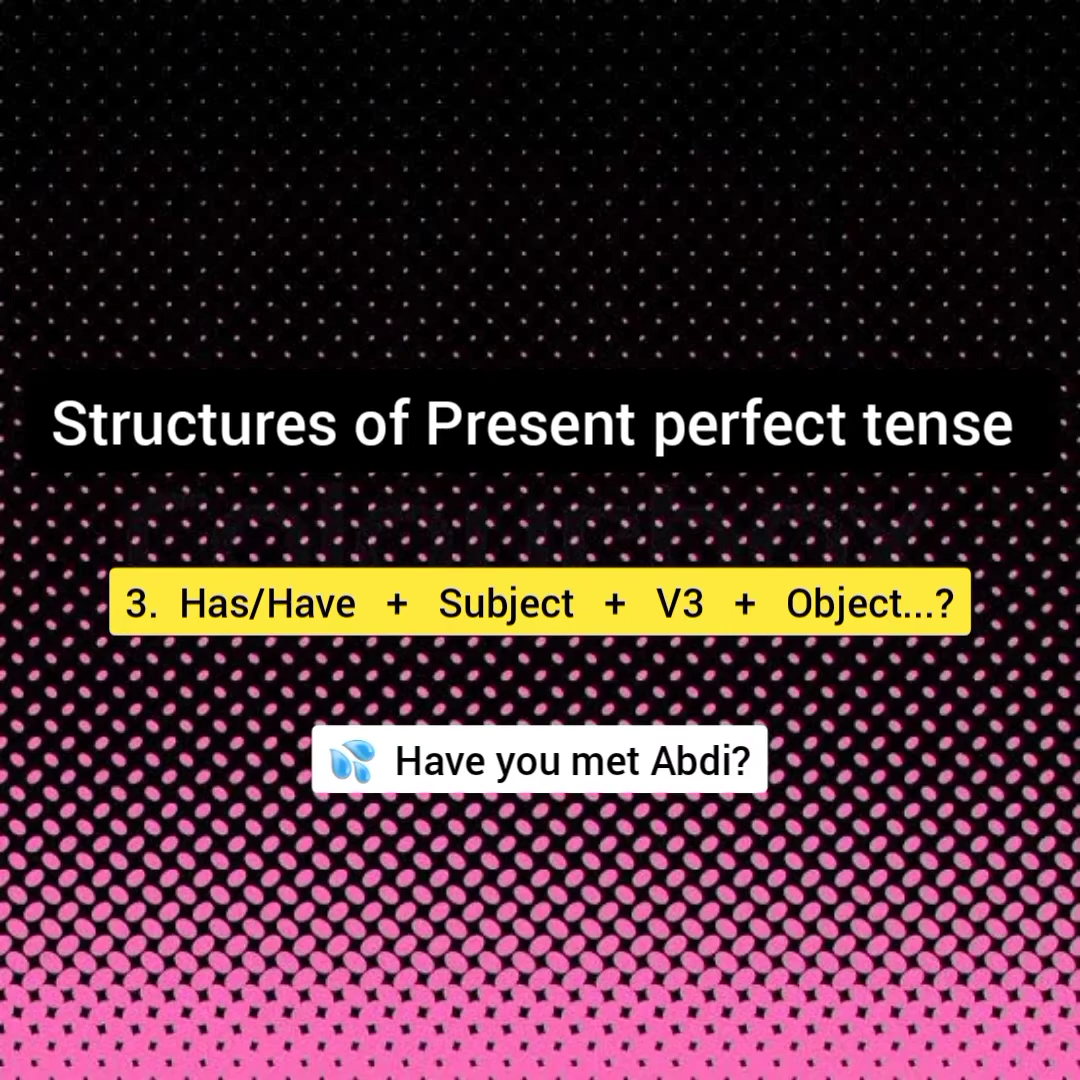 Structures of Present perfect tense
3. Has/Have + Subject + V3 + Object...?
💦 Have you met Abdi?